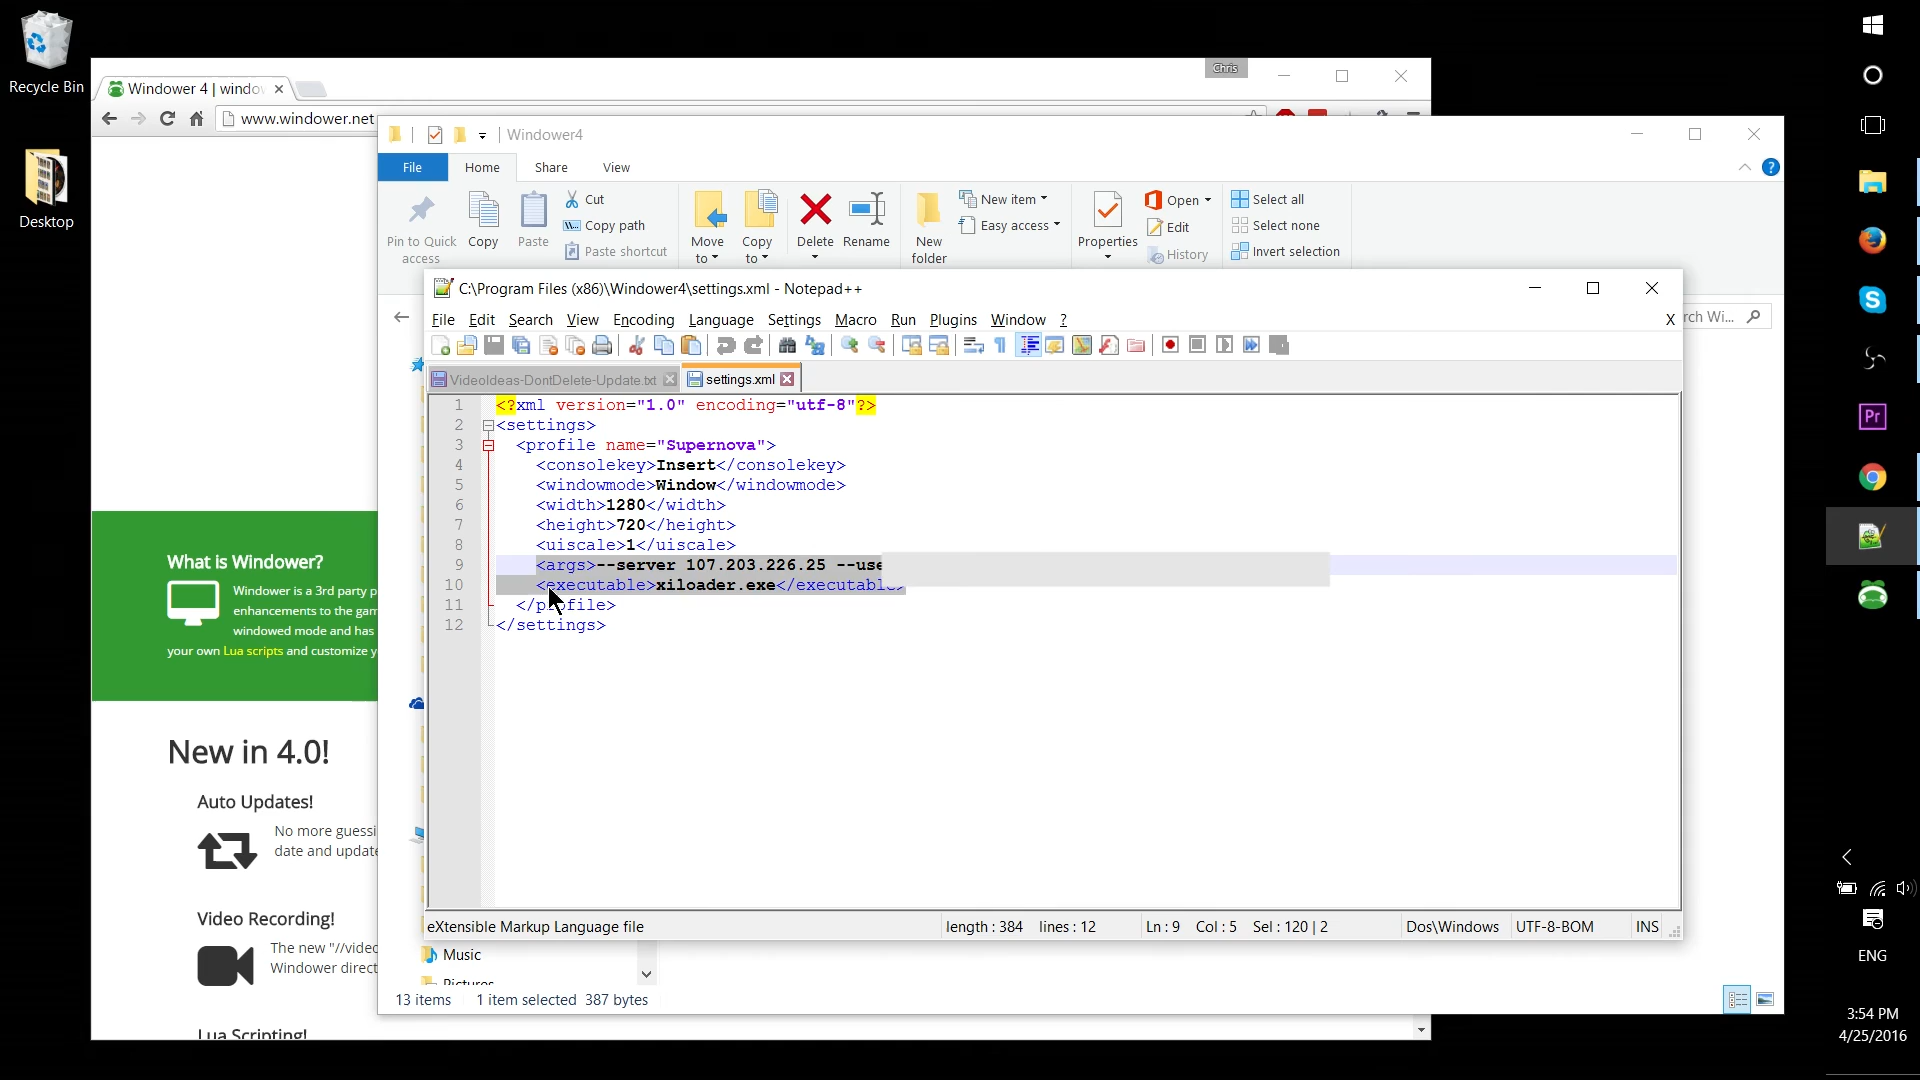 Recycle Bin
Desktop
Chris
Windower 4 | windo
www.windower.net
Windower4
File Home Share View
Pin to Quick access
Copy
Paste
Cut
Copy path
Paste shortcut
Move to
Copy to
Delete
Rename
New folder
New item
Easy access
Properties
Open
Edit
History
Select all
Select none
Invert selection
rch Wi...
C:\Program Files (x86)\Windower4\settings.xml - Notepad++
File Edit Search View Encoding Language Settings Macro Run Plugins Window ? X
VideoIdeas-DontDelete-Update.txt settings.xml
1 <?xml version="1.0" encoding="utf-8"?>
2 <settings>
3 <profile name="Supernova">
4 <consolekey>Insert</consolekey>
5 <windowmode>Window</windowmode>
6 <width>1280</width>
7 <height>720</height>
8 <uiscale>1</uiscale>
9 <args>--server 107.203.226.25 --use
10 <executable>xiloader.exe</executable>
11 </profile>
12 </settings>
eXtensible Markup Language file length : 384 lines : 12 Ln : 9 Col : 5 Sel : 120 | 2 Dos\Windows UTF-8-BOM INS
Music
Pictures
13 items 1 item selected 387 bytes
What is Windower?
Windower is a 3rd party p
enhancements to the gam
windowed mode and has
your own Lua scripts and customize y
New in 4.0!
Auto Updates!
No more guessi
date and update
Video Recording!
The new "//videc
Windower direct
Lua Scripting!
Pr
ENG
3:54 PM
4/25/2016